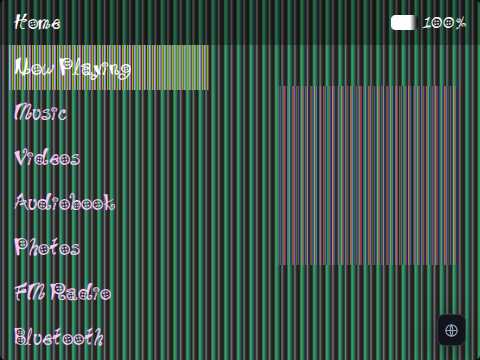 Home
100%
Now Playing
Music
Videos
Audiobook
Photos
FM Radio
Bluetooth